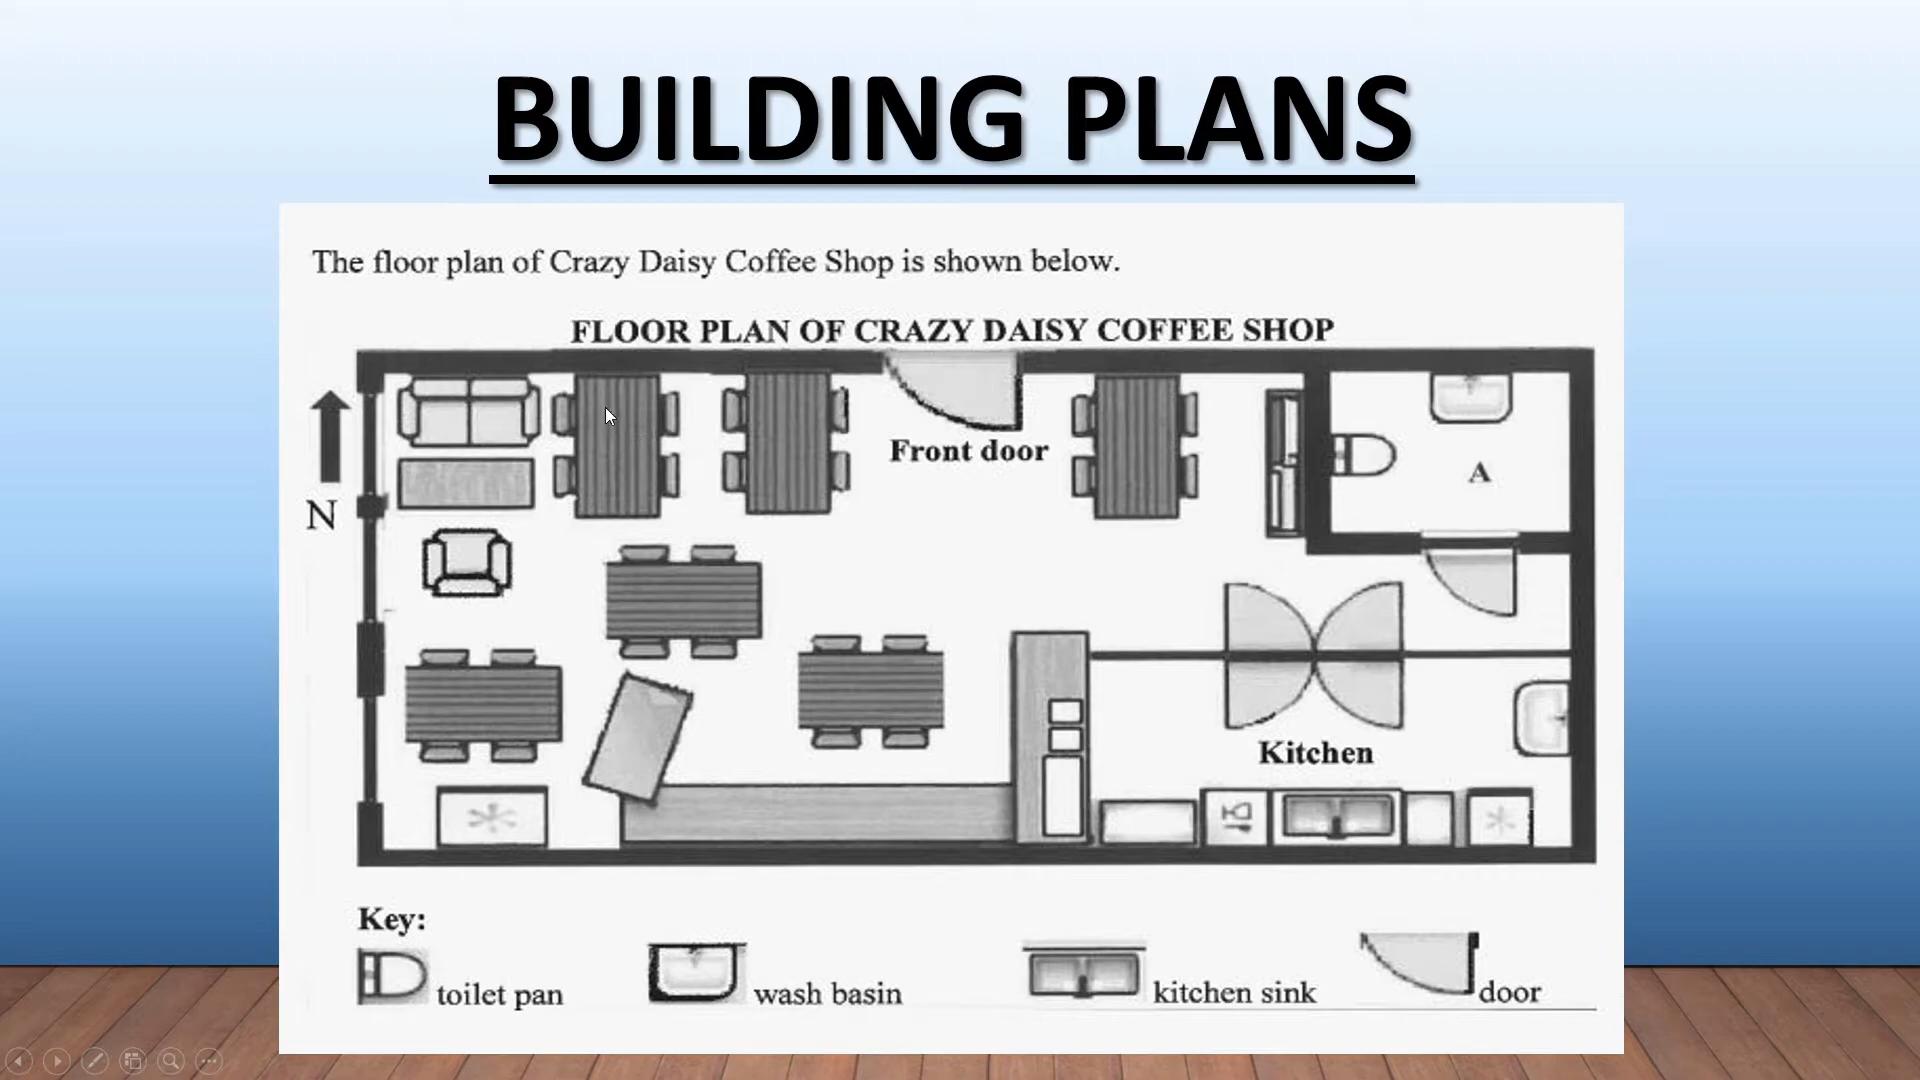 BUILDING PLANS
The floor plan of Crazy Daisy Coffee Shop is shown below.
FLOOR PLAN OF CRAZY DAISY COFFEE SHOP
N
Front door
A
Kitchen
Key:
toilet pan
wash basin
kitchen sink
door